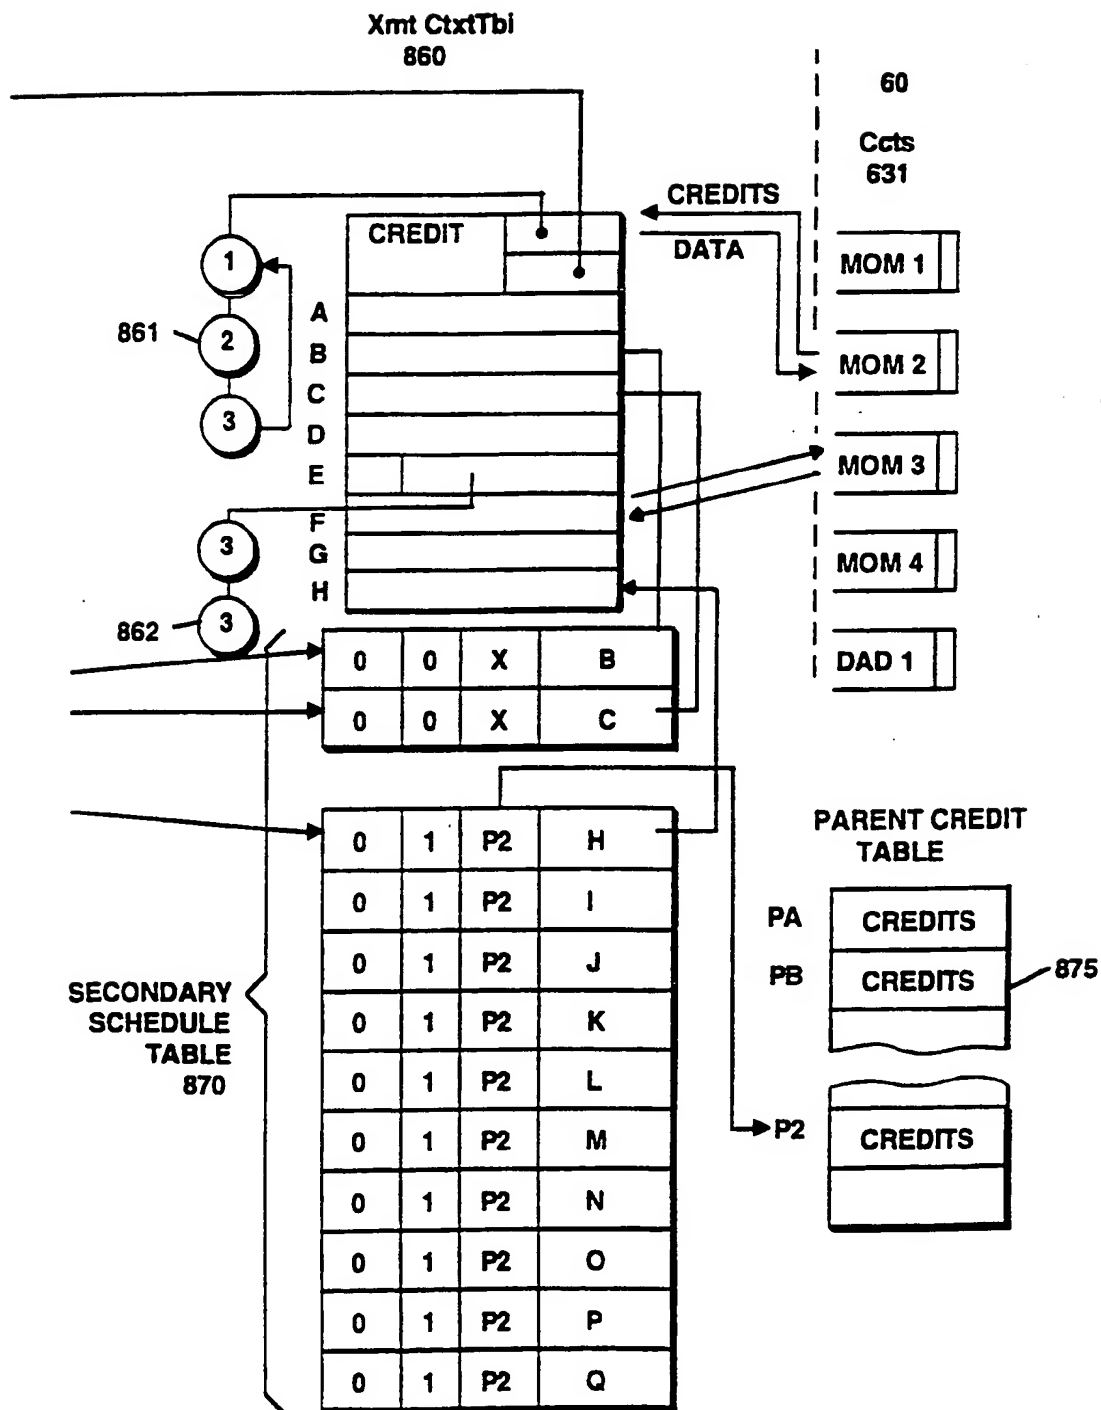 Xmt CtxtTbl
860
60
Ccts
631
CREDITS
DATA
CREDIT
MOM 1
MOM 2
MOM 3
MOM 4
DAD 1
1
2
3
861
3
3
862
A
B
C
D
E
F
G
H
0 0 X B
0 0 X C
0 1 P2 H
0 1 P2 I
0 1 P2 J
0 1 P2 K
0 1 P2 L
0 1 P2 M
0 1 P2 N
0 1 P2 O
0 1 P2 P
0 1 P2 Q
SECONDARY
SCHEDULE
TABLE
870
PARENT CREDIT
TABLE
PA CREDITS
PB CREDITS
875
P2 CREDITS